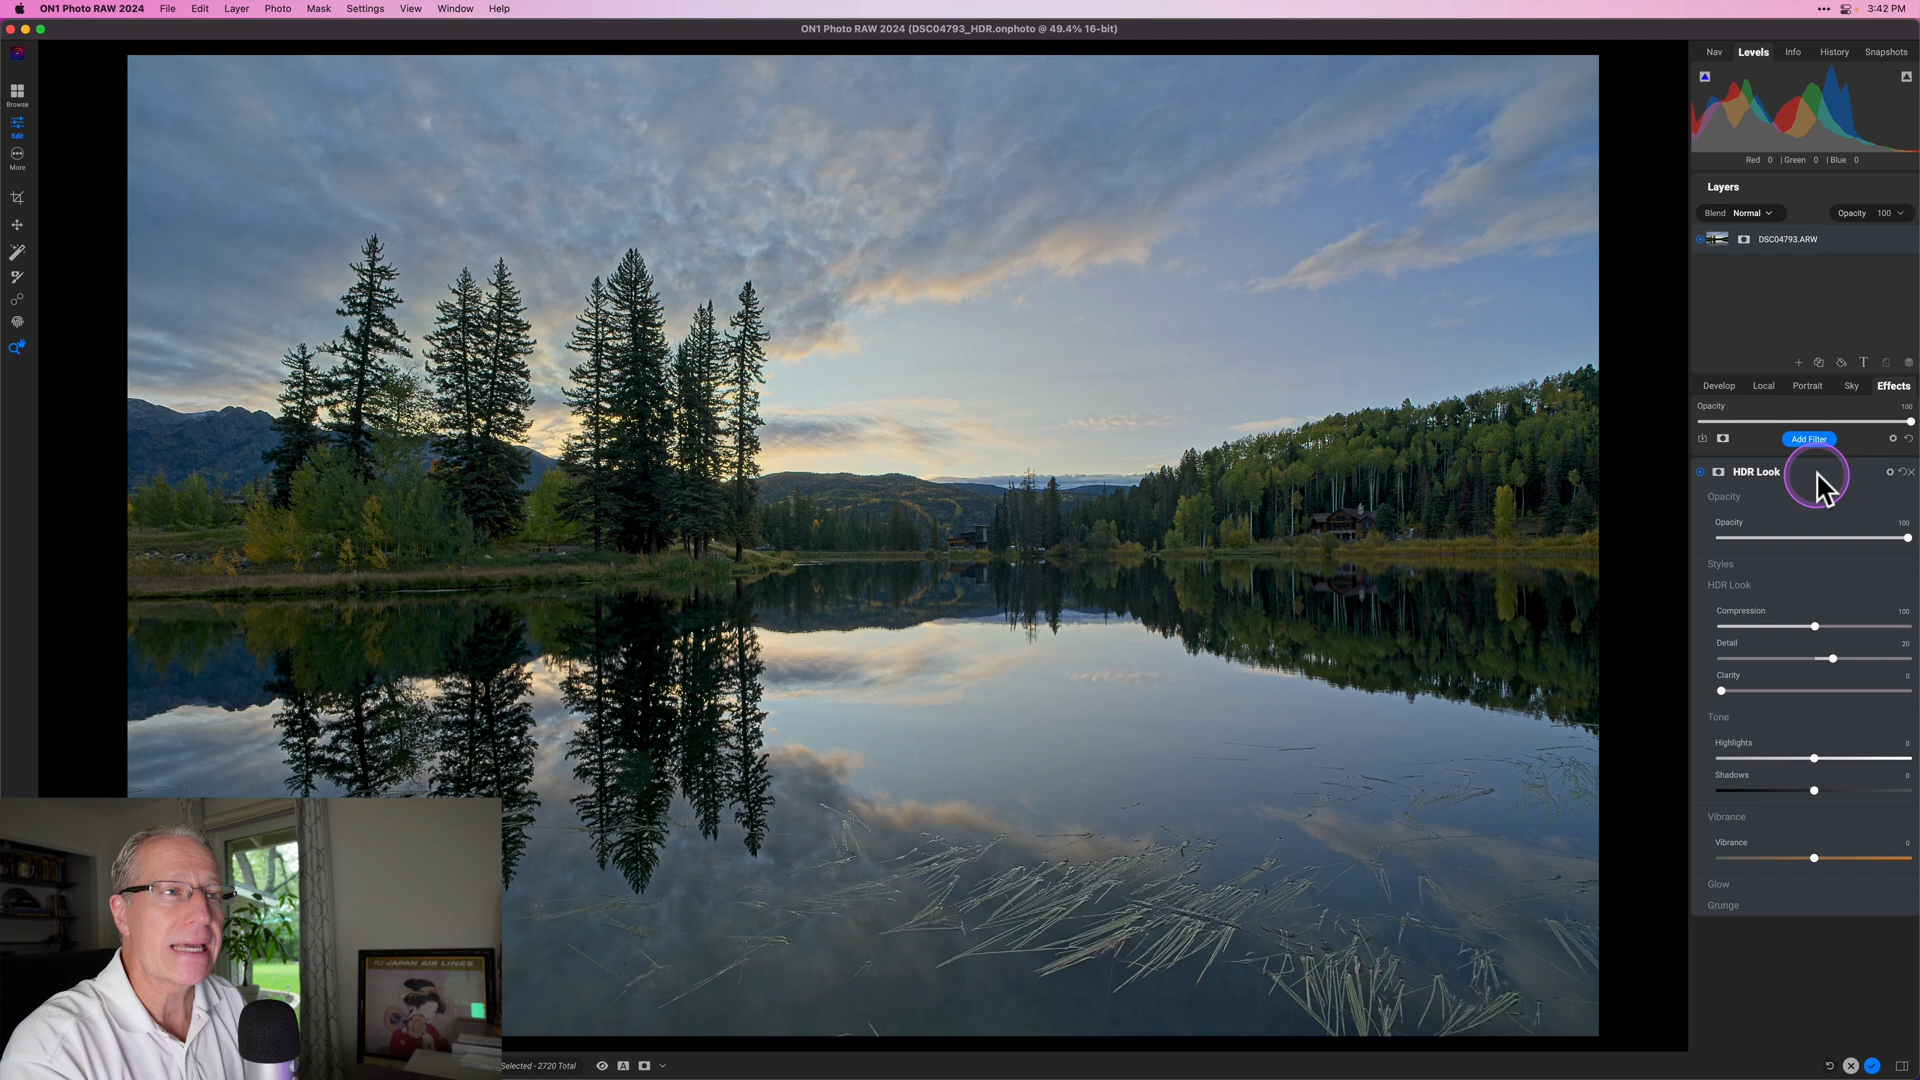 ON1 Photo RAW 2024 File Edit Layer Photo Mask Settings View Window Help 3:42 PM
ON1 Photo RAW 2024 (DSC04793_HDR.onphoto @ 49.4% 16-bit)
Browse
Edit
More
Nav Levels Info History Snapshots
Red 0 | Green 0 | Blue 0
Layers
Blend Normal Opacity 100
DSC04793.ARW
Develop Local Portrait Sky Effects
Opacity 100
Add Filter
HDR Look
Opacity
Opacity 100
Styles
HDR Look
Compression 100
Detail 20
Clarity 0
Tone
Highlights 0
Shadows 0
Vibrance
Vibrance 0
Glow
Grunge
JAPAN AIR LINES
Selected - 2720 Total